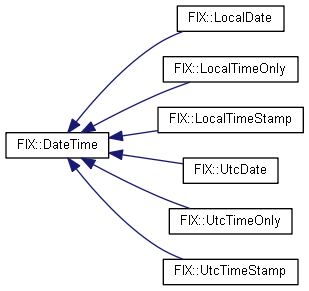 FIX::LocalDate
FIX::LocalTimeOnly
FIX::LocalTimeStamp
FIX::DateTime
FIX::UtcDate
FIX::UtcTimeOnly
FIX::UtcTimeStamp